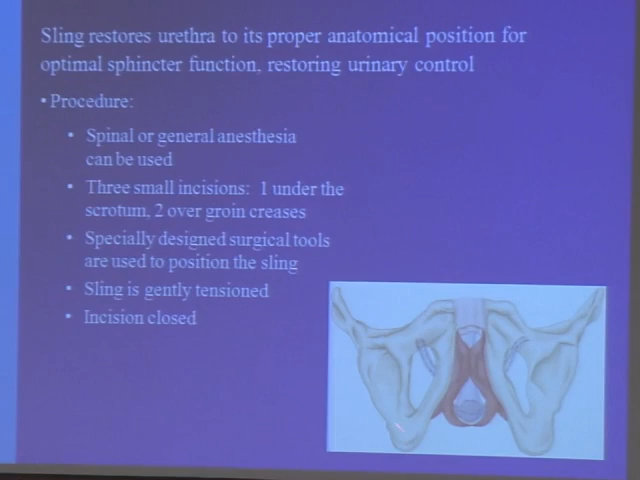 Sling restores urethra to its proper anatomical position for
optimal sphincter function, restoring urinary control
• Procedure:
• Spinal or general anesthesia
can be used
• Three small incisions: 1 under the
scrotum, 2 over groin creases
• Specially designed surgical tools
are used to position the sling
• Sling is gently tensioned
• Incision closed